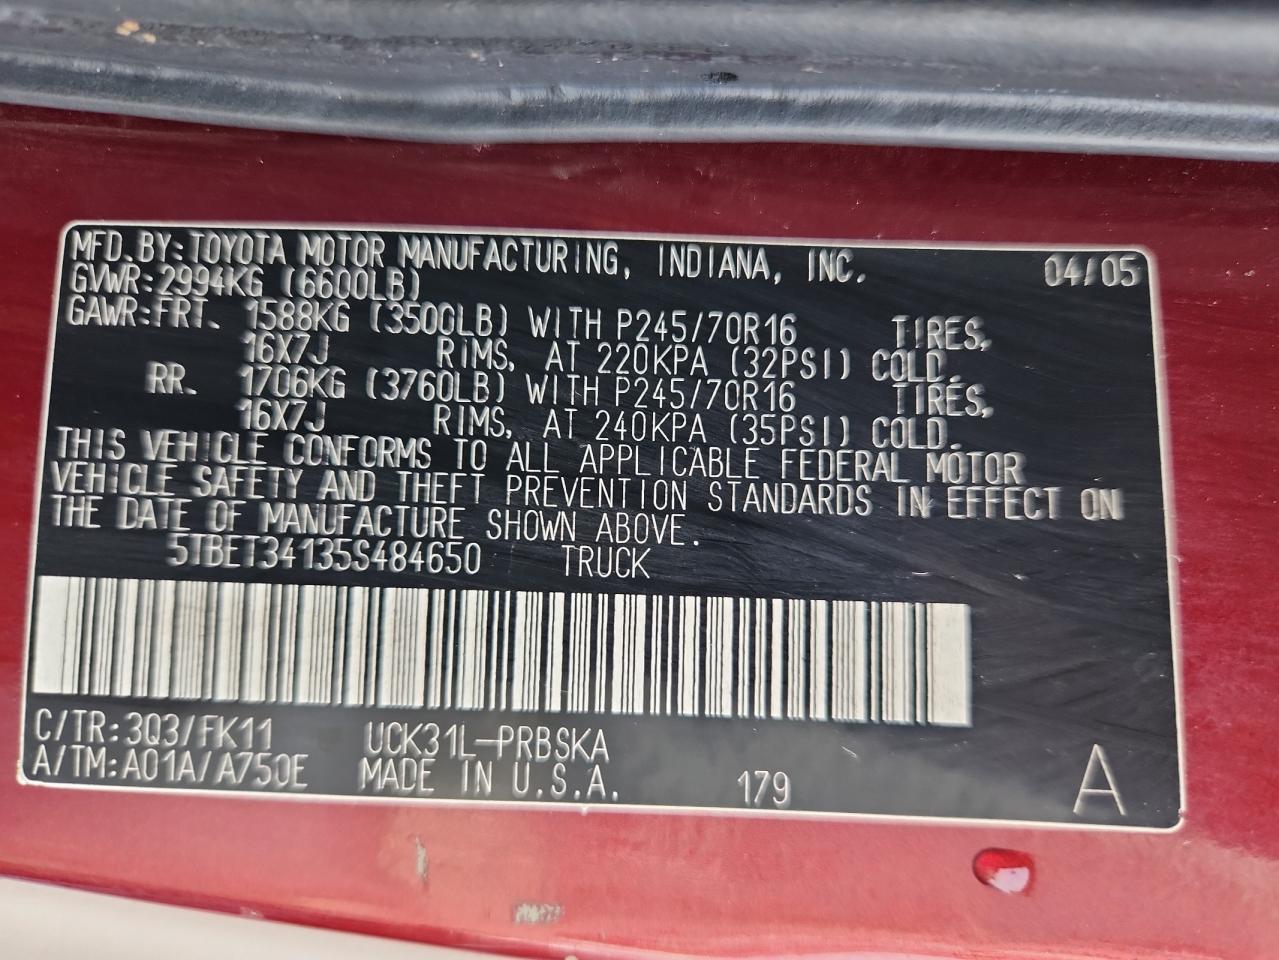 MFD.BY:TOYOTA MOTOR MANUFACTURING, INDIANA, INC. 04/05
GVWR:2994KG (6600LB)
GAWR:FRT. 1588KG (3500LB) WITH P245/70R16 TIRES,
16X7J RIMS, AT 220KPA (32PSI) COLD.
RR. 1706KG (3760LB) WITH P245/70R16 TIRES,
16X7J RIMS, AT 240KPA (35PSI) COLD.
THIS VEHICLE CONFORMS TO ALL APPLICABLE FEDERAL MOTOR
VEHICLE SAFETY AND THEFT PREVENTION STANDARDS IN EFFECT ON
THE DATE OF MANUFACTURE SHOWN ABOVE.
5TBET34135S484650 TRUCK
C/TR:3Q3/FK11 UCK31L-PRBSKA
A/TM:A01A/A750E MADE IN U.S.A. 179 A